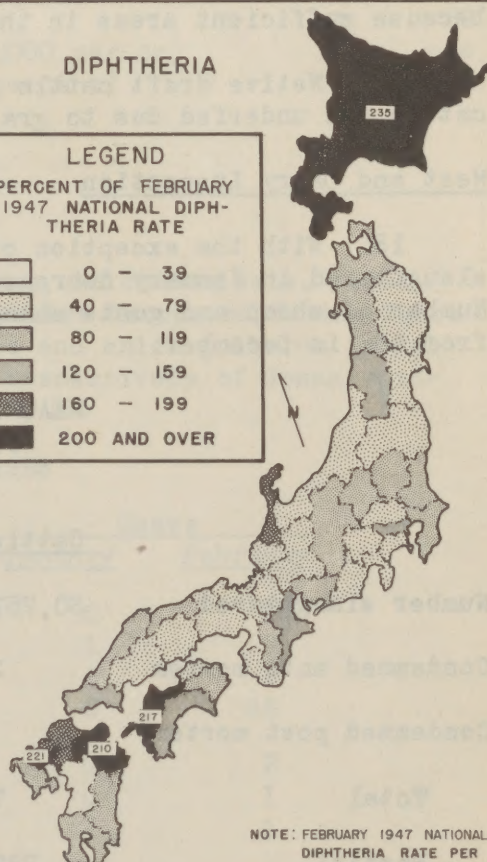 DIPHTHERIA
LEGEND
PERCENT OF FEBRUARY
1947 NATIONAL DIPH-
THERIA RATE
0 – 39
40 – 79
80 – 119
120 – 159
160 – 199
200 AND OVER
235
N
217
221
210
NOTE: FEBRUARY 1947 NATIONAL
DIPHTHERIA RATE PER